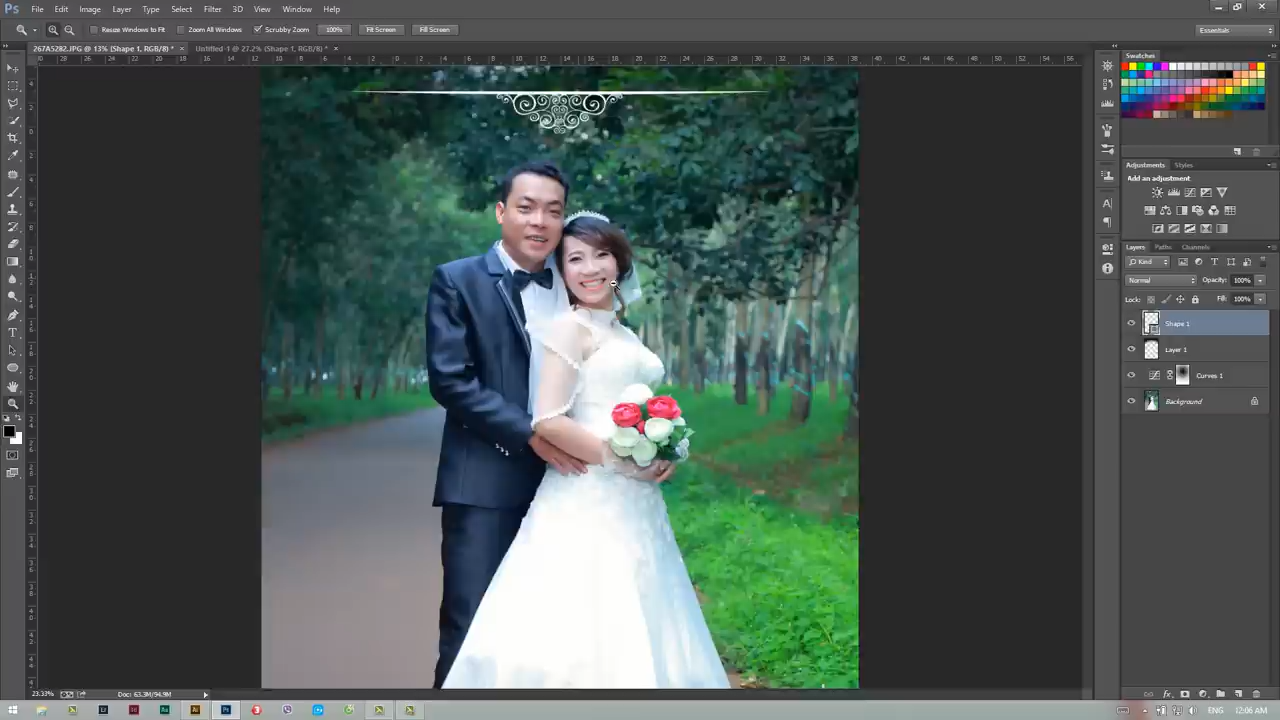 Ps File Edit Image Layer Type Select Filter 3D View Window Help
Resize Windows to Fit Zoom All Windows Scrubby Zoom 100% Fit Screen Fill Screen Essentials
267A5282.JPG @ 13% (Shape 1, RGB/8) * × Untitled-1 @ 27.2% (Shape 1, RGB/8) * ×
Swatches
Adjustments Styles
Add an adjustment
Layers Paths Channels
Kind
Normal Opacity: 100%
Lock: Fill: 100%
Shape 1
Layer 1
Curves 1
Background
23.33% Doc: 63.3M/94.9M
ENG 12:06 AM